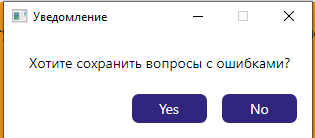 Уведомление
Хотите сохранить вопросы с ошибками?
Yes No